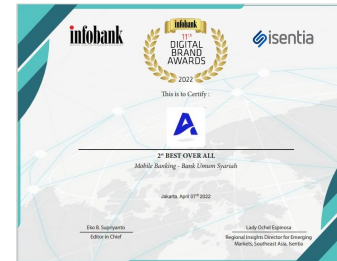 infobank
infobank
11th
DIGITAL
BRAND
AWARDS
2022
isentia
This is to Certify :
2nd BEST OVER ALL
Mobile Banking - Bank Umum Syariah
Jakarta, April 07th 2022
Eko B. Supriyanto
Editor In Chief
Lady Ochel Espinosa
Regional Insights Director for Emerging
Markets, Southeast Asia, Isentia